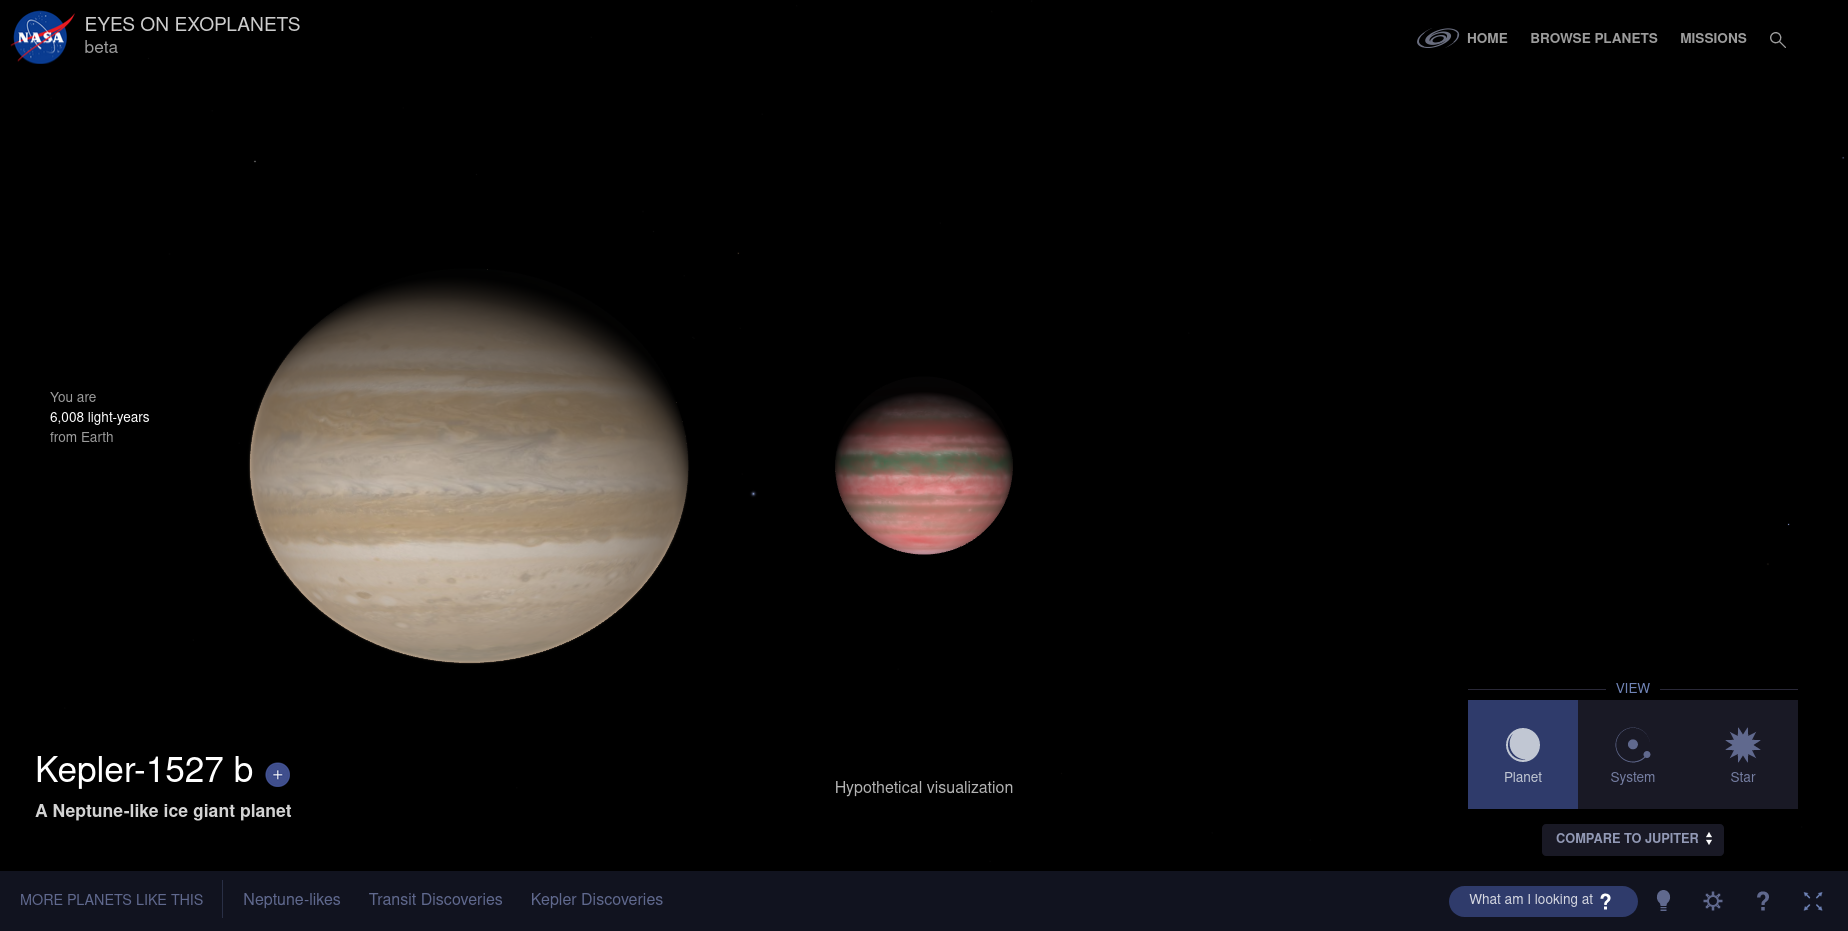 NASA
EYES ON EXOPLANETS
beta
HOME
BROWSE PLANETS
MISSIONS
You are
6,008 light-years
from Earth
Kepler-1527 b +
A Neptune-like ice giant planet
Hypothetical visualization
VIEW
Planet
System
Star
COMPARE TO JUPITER
MORE PLANETS LIKE THIS
Neptune-likes
Transit Discoveries
Kepler Discoveries
What am I looking at ?
?